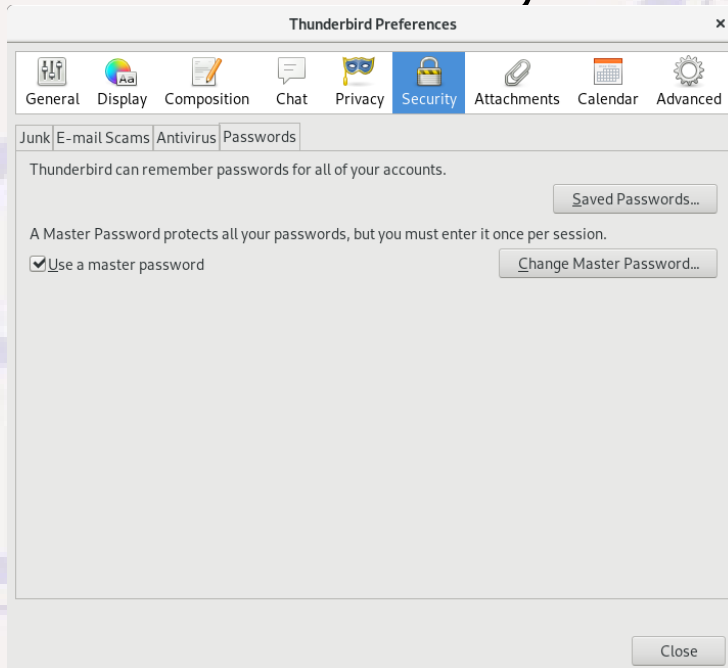 Thunderbird Preferences ×
Aa
General Display Composition Chat Privacy Security Attachments Calendar Advanced
Junk E-mail Scams Antivirus Passwords
Thunderbird can remember passwords for all of your accounts.
Saved Passwords...
A Master Password protects all your passwords, but you must enter it once per session.
Use a master password Change Master Password...
Close